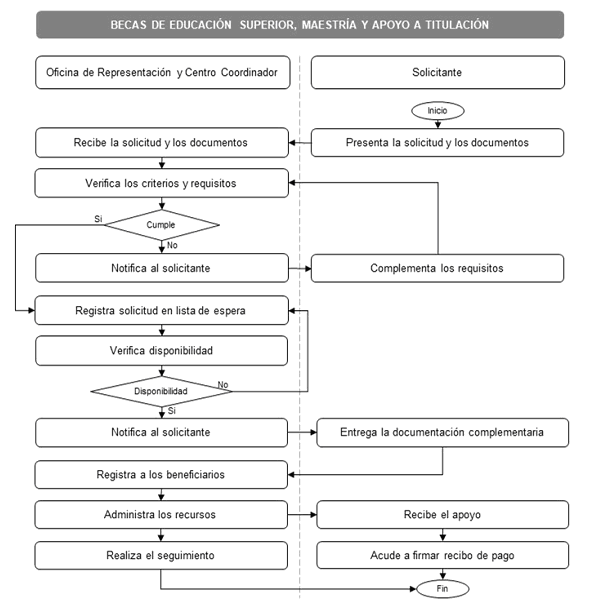 BECAS DE EDUCACIÓN SUPERIOR, MAESTRÍA Y APOYO A TITULACIÓN
Oficina de Representación y Centro Coordinador
Solicitante
Inicio
Recibe la solicitud y los documentos
Presenta la solicitud y los documentos
Verifica los criterios y requisitos
Si
Cumple
No
Notifica al solicitante
Complementa los requisitos
Registra solicitud en lista de espera
Verifica disponibilidad
Disponibilidad
No
Si
Notifica al solicitante
Entrega la documentación complementaria
Registra a los beneficiarios
Administra los recursos
Recibe el apoyo
Realiza el seguimiento
Acude a firmar recibo de pago
Fin